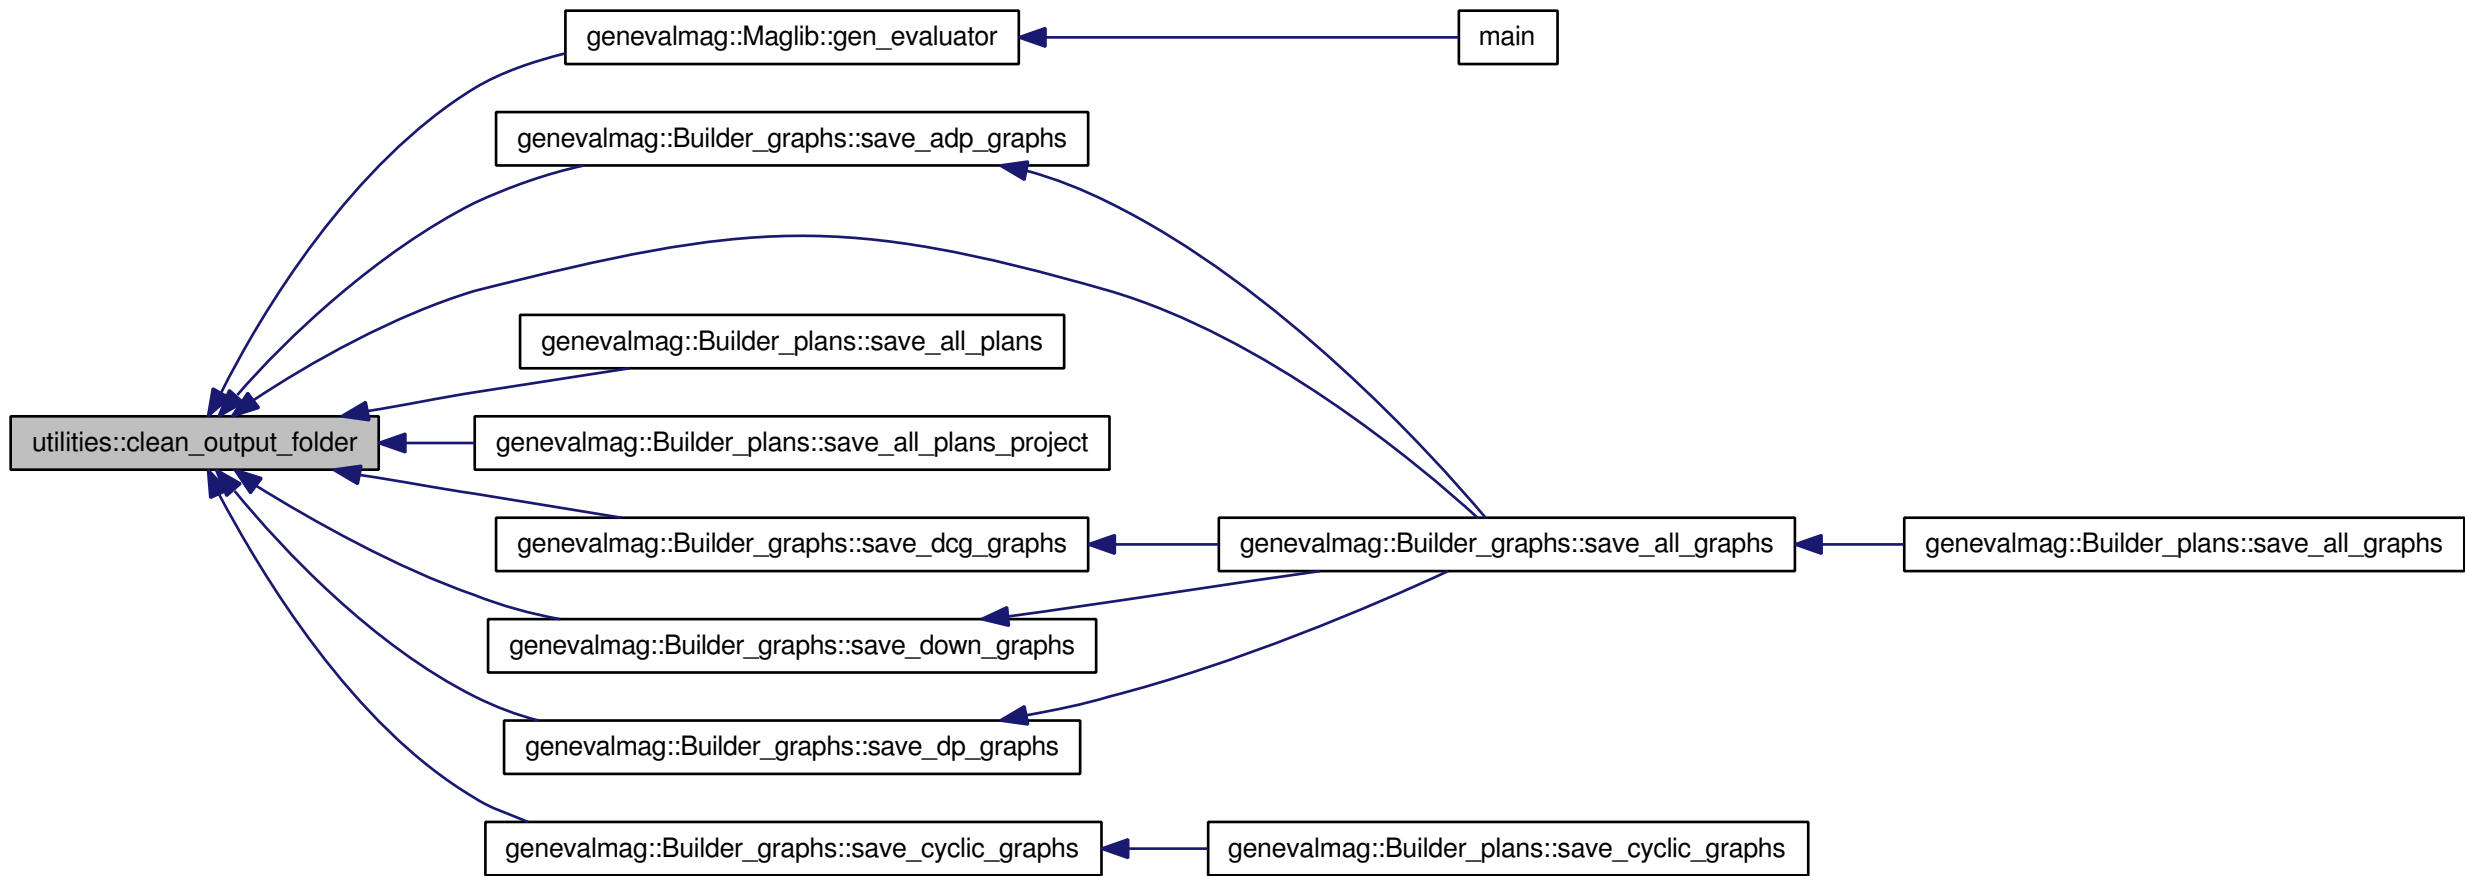 genevalmag::Maglib::gen_evaluator
main
genevalmag::Builder_graphs::save_adp_graphs
genevalmag::Builder_plans::save_all_plans
utilities::clean_output_folder
genevalmag::Builder_plans::save_all_plans_project
genevalmag::Builder_graphs::save_dcg_graphs
genevalmag::Builder_graphs::save_all_graphs
genevalmag::Builder_plans::save_all_graphs
genevalmag::Builder_graphs::save_down_graphs
genevalmag::Builder_graphs::save_dp_graphs
genevalmag::Builder_graphs::save_cyclic_graphs
genevalmag::Builder_plans::save_cyclic_graphs